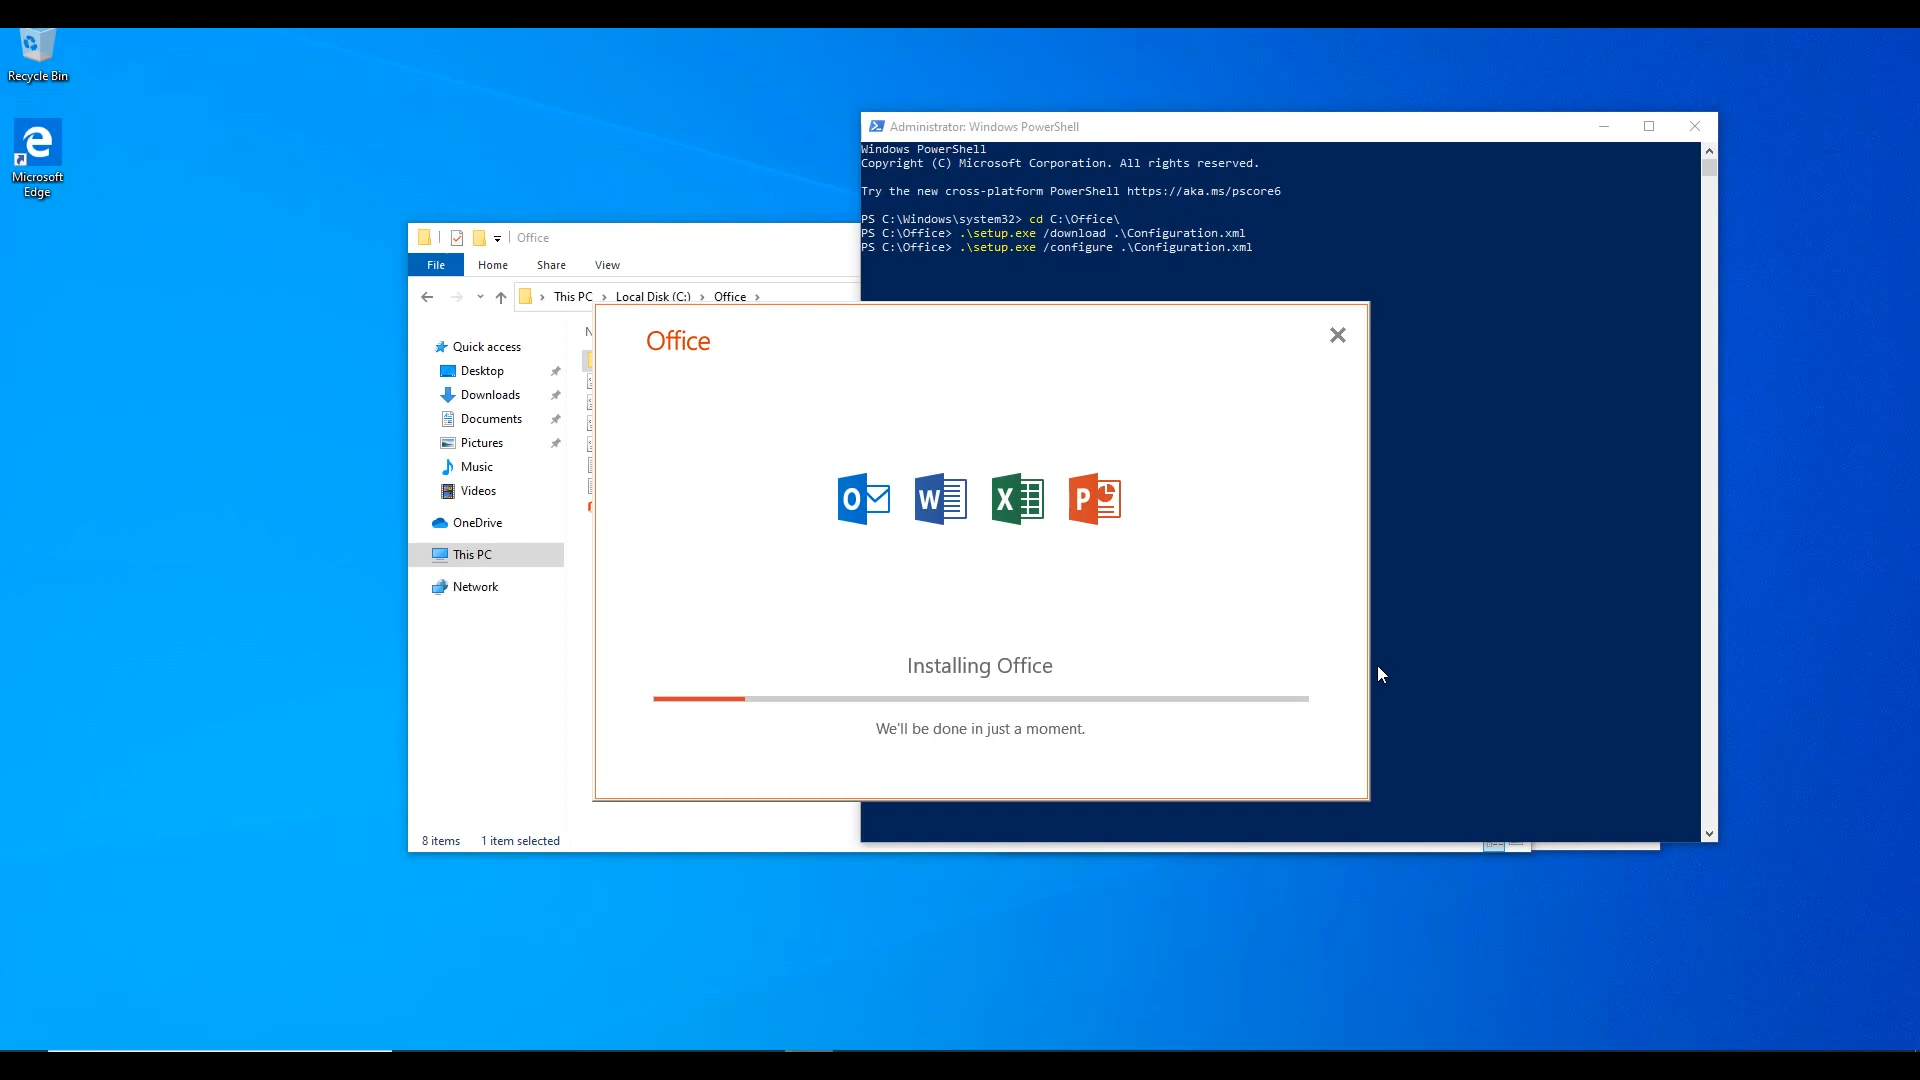 Recycle Bin
Microsoft
Edge
Administrator: Windows PowerShell
Windows PowerShell
Copyright (C) Microsoft Corporation. All rights reserved.
Try the new cross-platform PowerShell https://aka.ms/pscore6
PS C:\Windows\system32> cd C:\Office\
PS C:\Office> .\setup.exe /download .\Configuration.xml
PS C:\Office> .\setup.exe /configure .\Configuration.xml
Office
File Home Share View
This PC > Local Disk (C:) > Office >
Quick access
Desktop
Downloads
Documents
Pictures
Music
Videos
OneDrive
This PC
Network
8 items 1 item selected
Office
O W X P
Installing Office
We'll be done in just a moment.